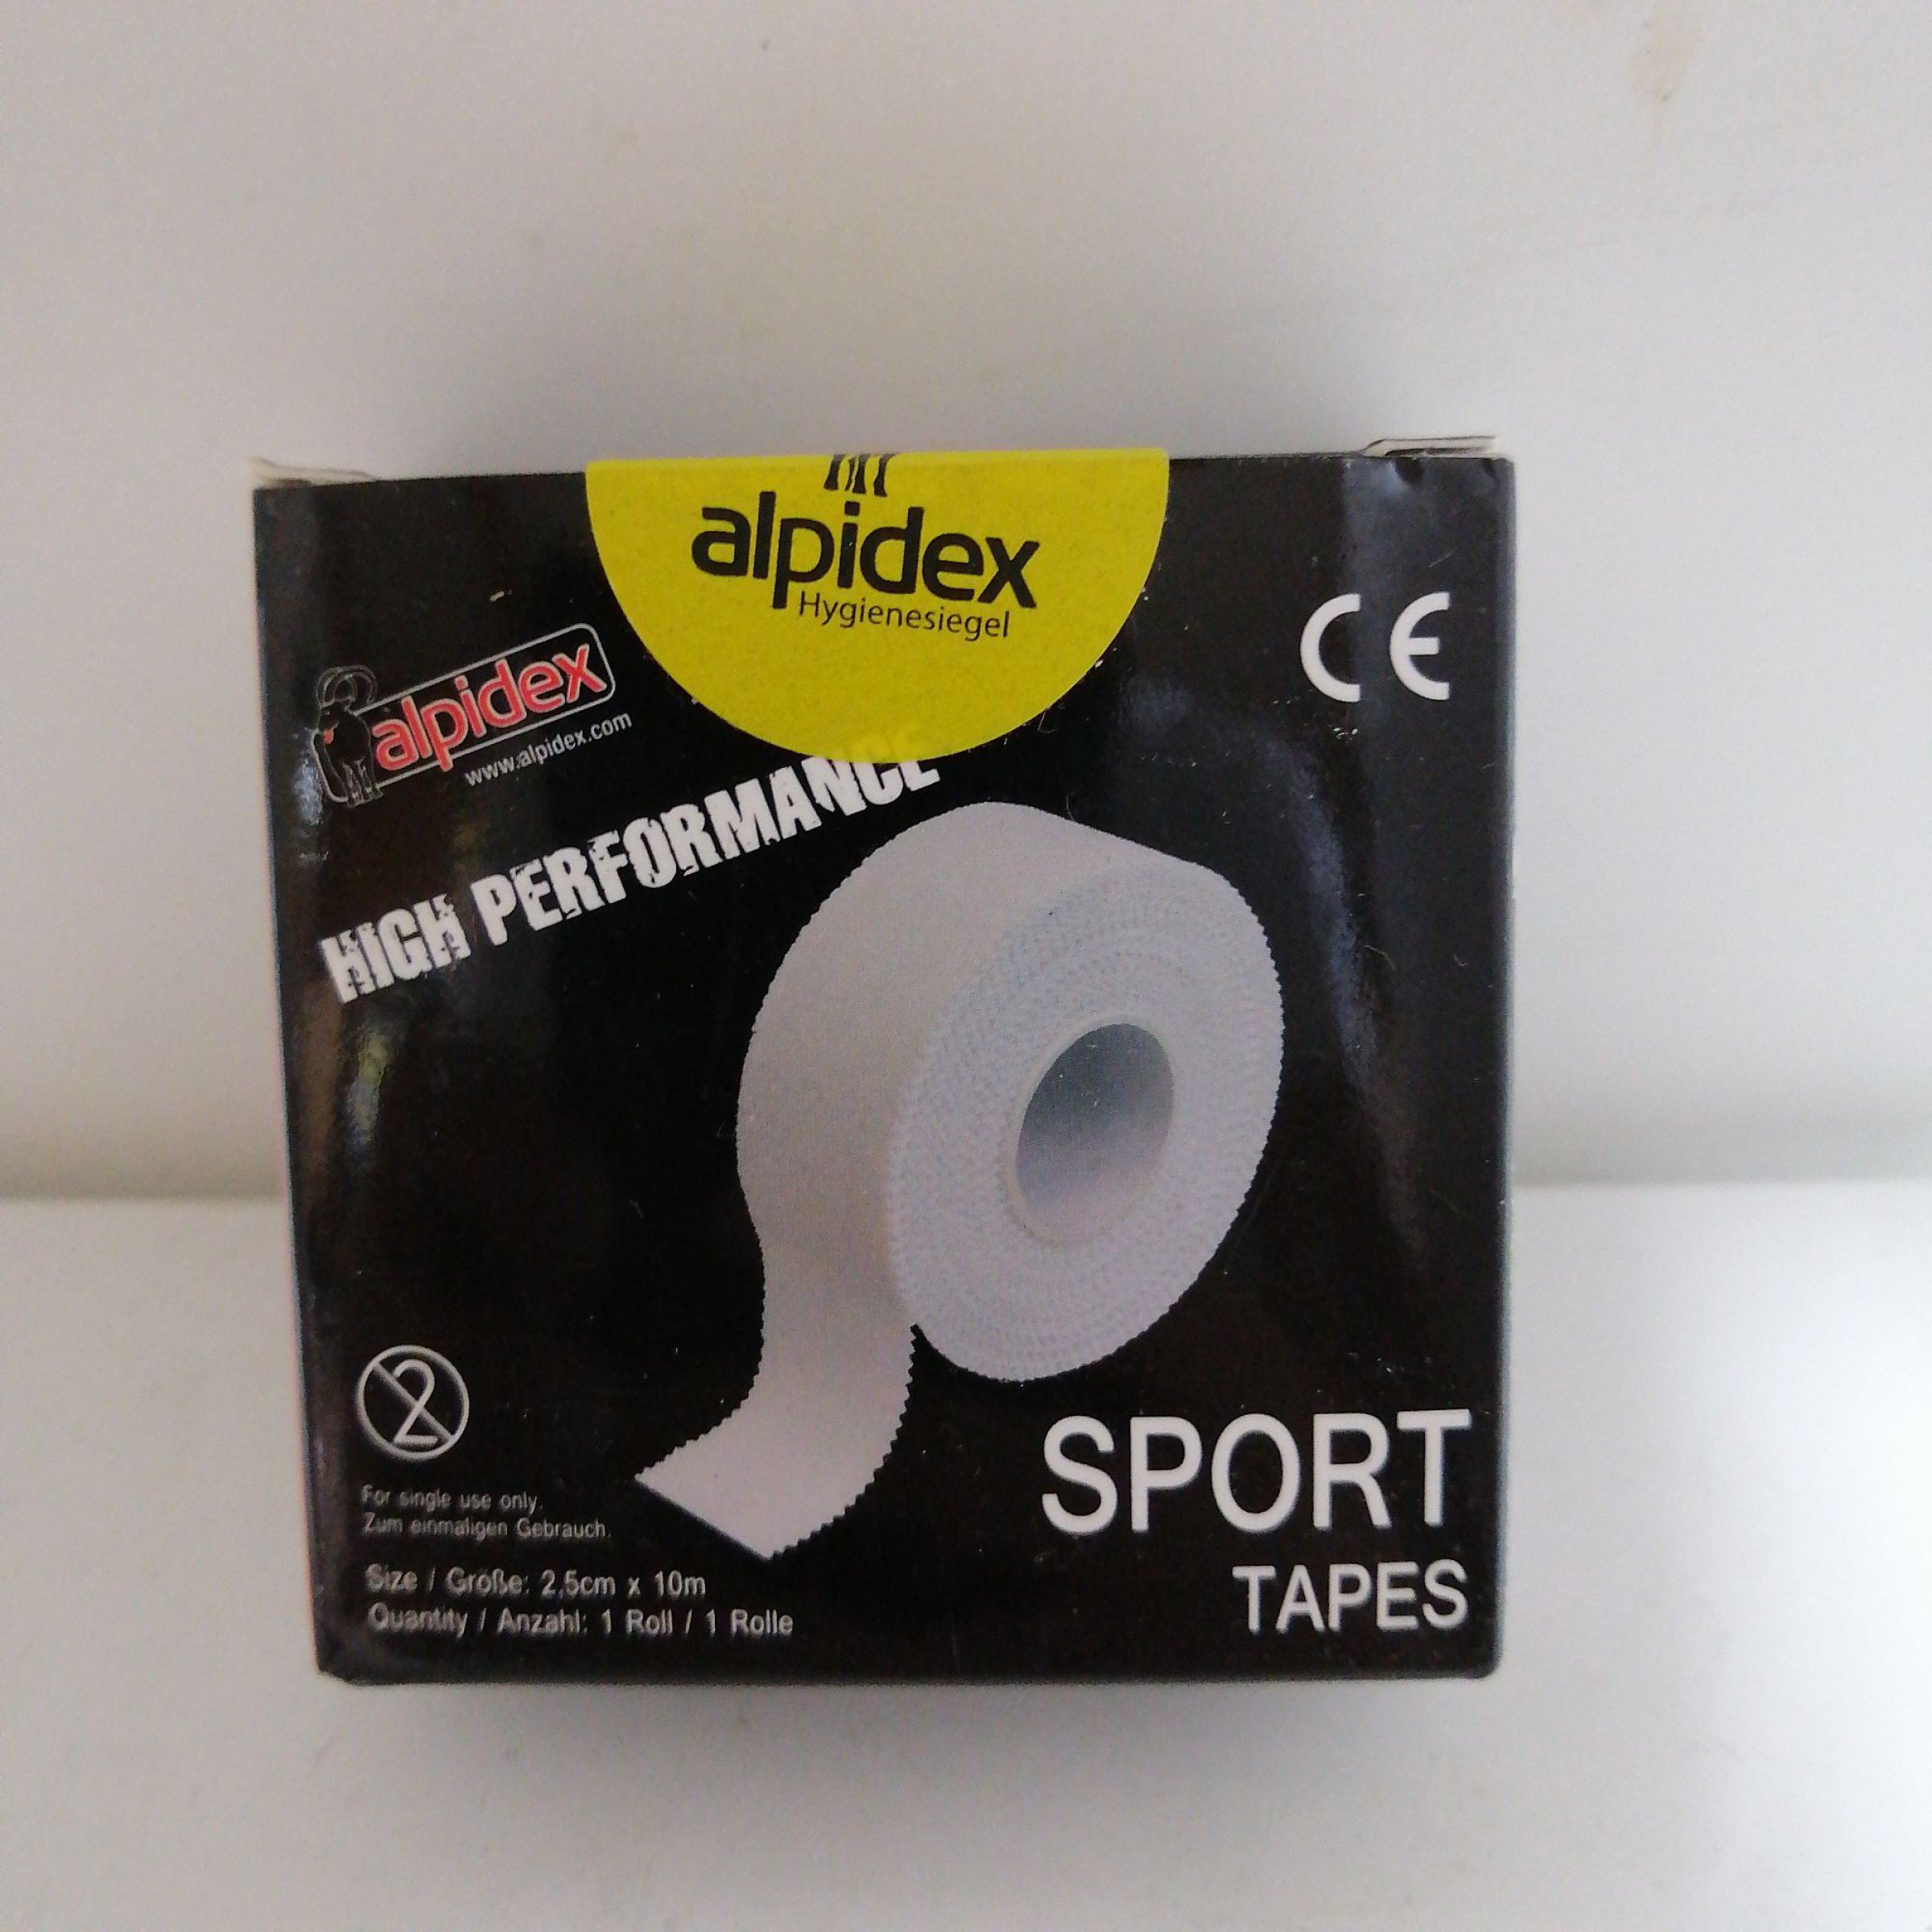 alpidex
Hygienesiegel
CE
alpidex
www.alpidex.com
HIGH PERFORMANCE
2
For single use only.
Zum einmaligen Gebrauch.
Size / Größe: 2,5cm x 10m
Quantity / Anzahl: 1 Roll / 1 Rolle
SPORT
TAPES